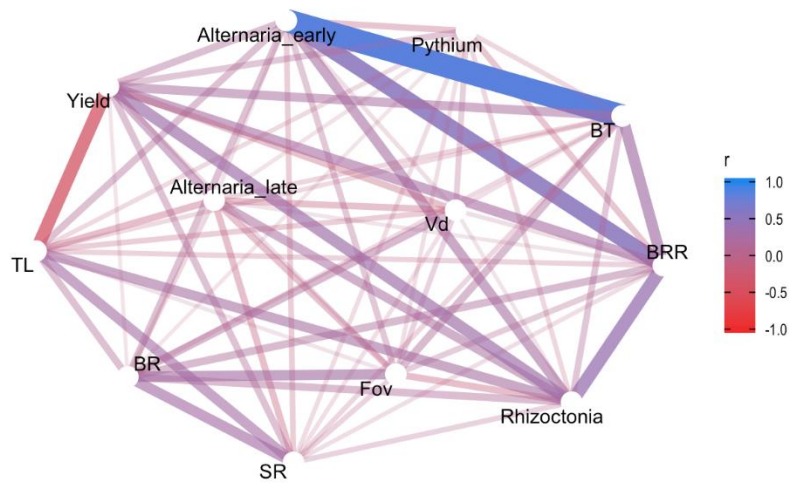 Alternaria_early
Pythium
Yield
BT
Alternaria_late
Vd
BRR
TL
BR
Fov
Rhizoctonia
SR
r
1.0
0.5
0.0
-0.5
-1.0